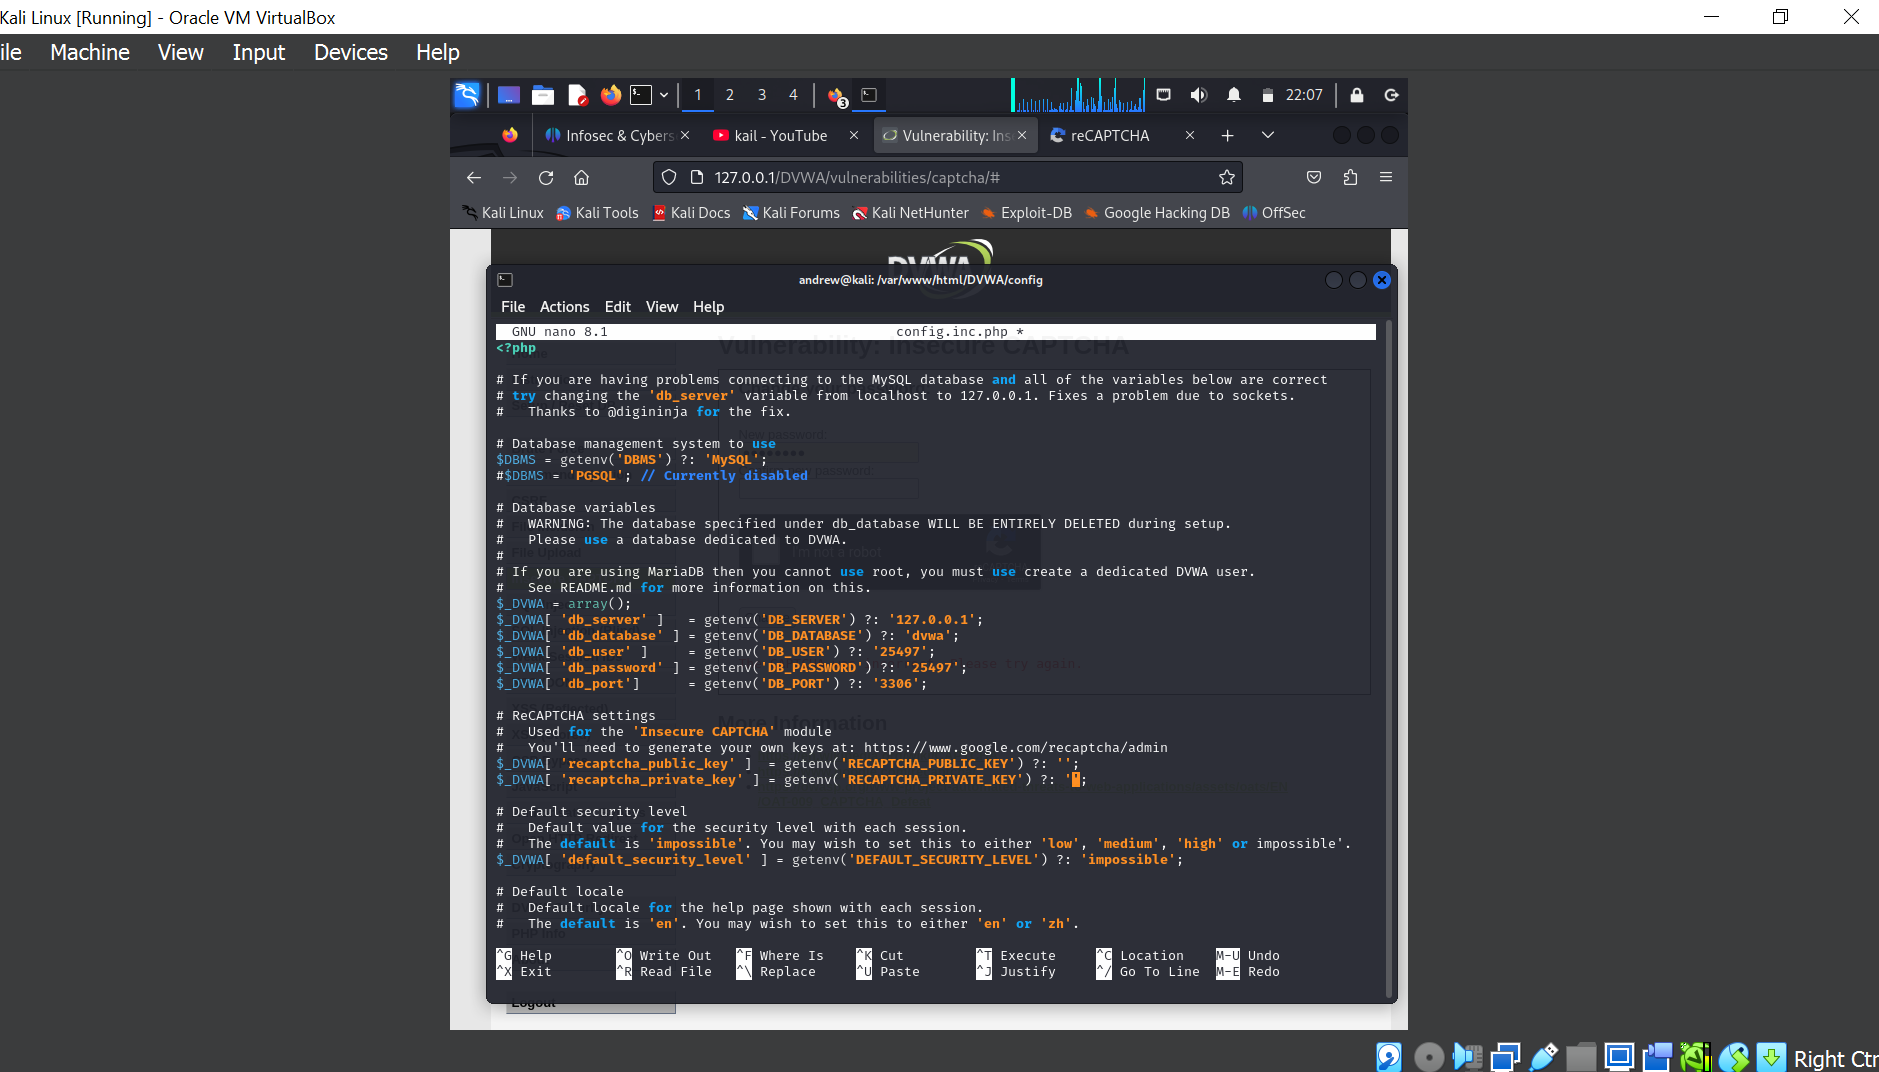 Kali Linux [Running] - Oracle VM VirtualBox
ile Machine View Input Devices Help
1 2 3 4 3 22:07
Infosec & Cybers kail - YouTube Vulnerability: Ins reCAPTCHA
127.0.0.1/DVWA/vulnerabilities/captcha/#
Kali Linux Kali Tools Kali Docs Kali Forums Kali NetHunter Exploit-DB Google Hacking DB OffSec
DVWA
andrew@kali: /var/www/html/DVWA/config
File Actions Edit View Help
GNU nano 8.1 config.inc.php *
Vulnerability: Insecure CAPTCHA
<?php
# If you are having problems connecting to the MySQL database and all of the variables below are correct
# try changing the 'db_server' variable from localhost to 127.0.0.1. Fixes a problem due to sockets.
#   Thanks to @digininja for the fix.
# Database management system to use
$DBMS = getenv('DBMS') ?: 'MySQL';
#$DBMS = 'PGSQL'; // Currently disabled
# Database variables
#   WARNING: The database specified under db_database WILL BE ENTIRELY DELETED during setup.
#   Please use a database dedicated to DVWA.
#
File Upload
I'm not a robot
# If you are using MariaDB then you cannot use root, you must use create a dedicated DVWA user.
#   See README.md for more information on this.
$_DVWA = array();
$_DVWA[ 'db_server' ]   = getenv('DB_SERVER') ?: '127.0.0.1';
$_DVWA[ 'db_database' ] = getenv('DB_DATABASE') ?: 'dvwa';
$_DVWA[ 'db_user' ]     = getenv('DB_USER') ?: '25497';
$_DVWA[ 'db_password' ] = getenv('DB_PASSWORD') ?: '25497';
$_DVWA[ 'db_port']      = getenv('DB_PORT') ?: '3306';
# ReCAPTCHA settings
More Information
#   Used for the 'Insecure CAPTCHA' module
#   You'll need to generate your own keys at: https://www.google.com/recaptcha/admin
$_DVWA[ 'recaptcha_public_key' ]  = getenv('RECAPTCHA_PUBLIC_KEY') ?: '';
$_DVWA[ 'recaptcha_private_key' ] = getenv('RECAPTCHA_PRIVATE_KEY') ?: '';
# Default security level
#   Default value for the security level with each session.
#   The default is 'impossible'. You may wish to set this to either 'low', 'medium', 'high' or impossible'.
$_DVWA[ 'default_security_level' ] = getenv('DEFAULT_SECURITY_LEVEL') ?: 'impossible';
# Default locale
#   Default locale for the help page shown with each session.
#   The default is 'en'. You may wish to set this to either 'en' or 'zh'.
PHP Info
^G Help ^O Write Out ^F Where Is ^K Cut ^T Execute ^C Location M-U Undo
^X Exit ^R Read File ^\ Replace ^U Paste ^J Justify ^/ Go To Line M-E Redo
Logout
Right Ctr